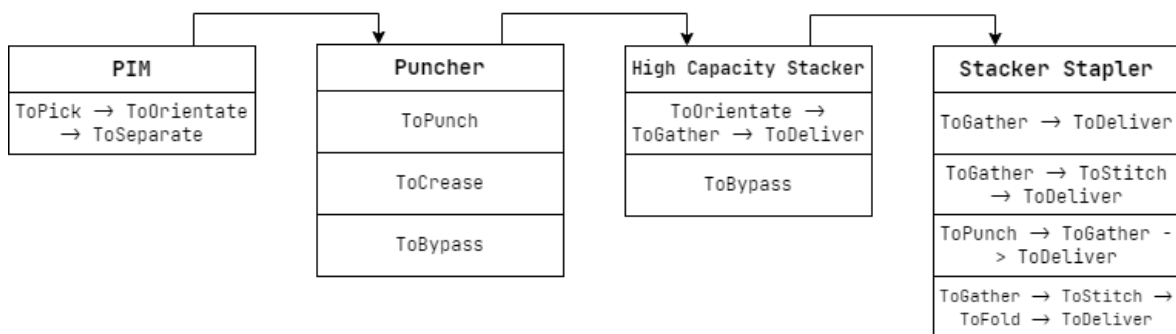 PIM
ToPick → ToOrientate
→ ToSeparate
Puncher
ToPunch
ToCrease
ToBypass
High Capacity Stacker
ToOrientate →
ToGather → ToDeliver
ToBypass
Stacker Stapler
ToGather → ToDeliver
ToGather → ToStitch
→ ToDeliver
ToPunch → ToGather -
> ToDeliver
ToGather → ToStitch →
ToFold → ToDeliver